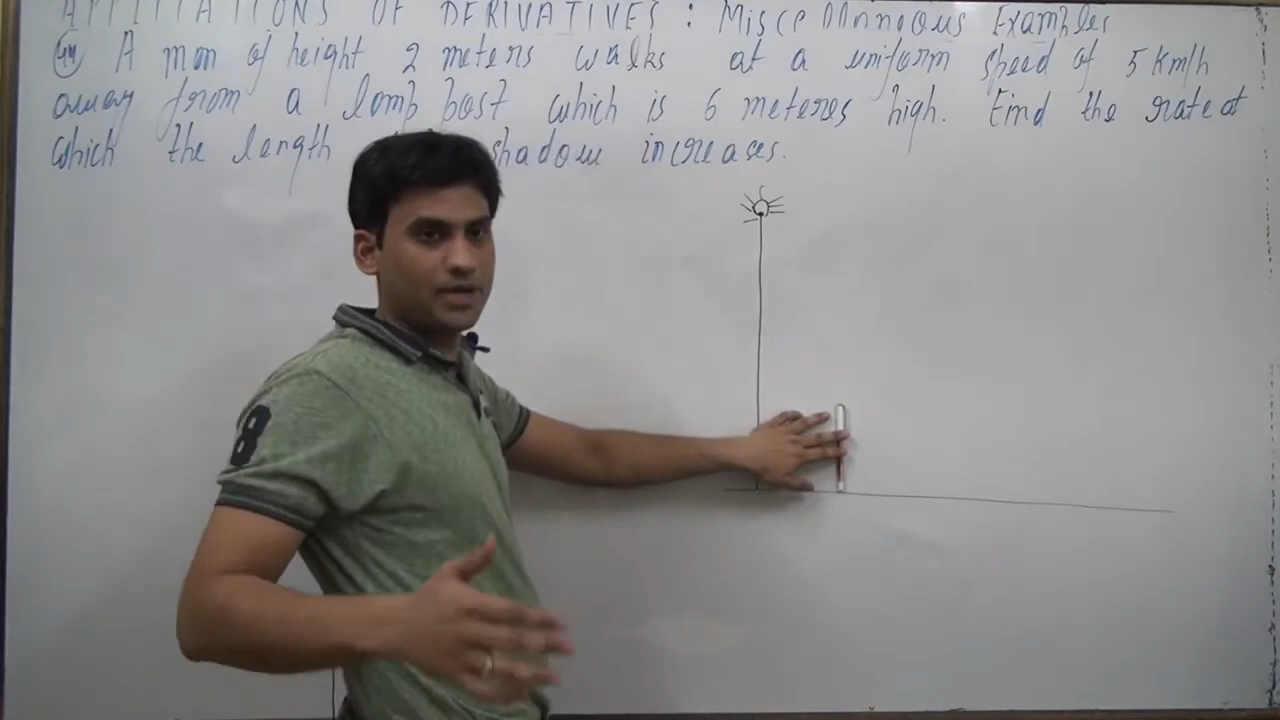 APPLICATIONS OF DERIVATIVES : Miscellaneous Examples
44 A man of height 2 meters walks at a uniform speed of 5 Km/h
away from a lamp post which is 6 meteres high. Find the rate at
which the length shadow increases.
8